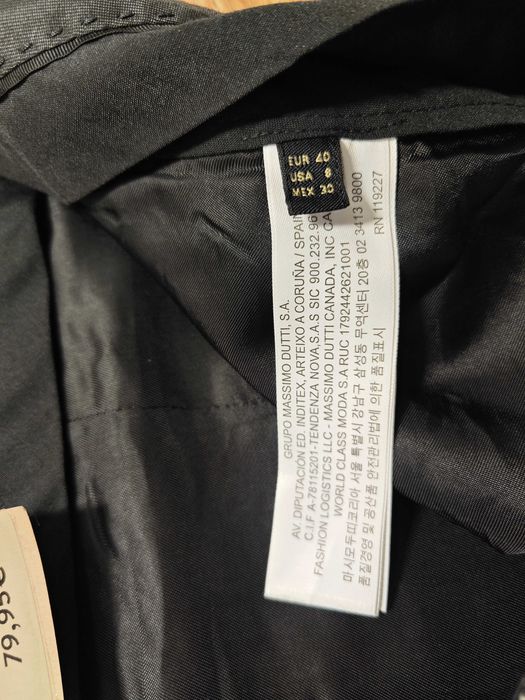 EUR 40
USA 8
MEX 30
GRUPO MASSIMO DUTTI, S.A.
AV. DIPUTACIÓN ED. INDITEX, ARTEIXO A CORUÑA / SPAIN
C.I.F A-78115201-TENDENZA NOVA,S.A.S SIC 900.232.96
FASHION LOGISTICS LLC - MASSIMO DUTTI CANADA, INC CA
WORLD CLASS MODA S.A RUC 1792442621001
마시모두띠코리아 서울 특별시 강남구 삼성동 무역센터 20층 02 3413 9800
품질경영 및 공산품 안전관리법에 의한 품질표시
RN 119227
79,956